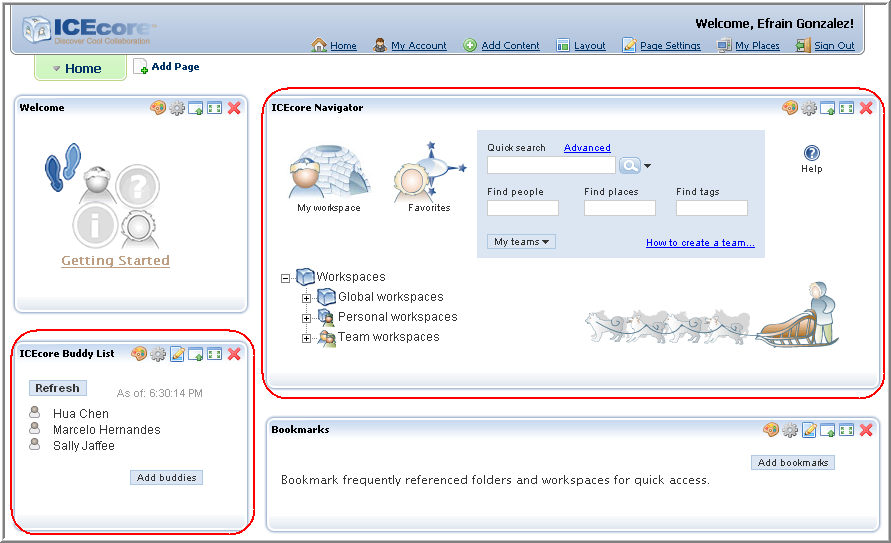 ICEcore™
Discover Cool Collaboration
Welcome, Efrain Gonzalez!
Home My Account Add Content Layout Page Settings My Places Sign Out
Home Add Page
Welcome
Getting Started
ICEcore Navigator
My workspace
Favorites
Quick search Advanced
Find people Find places Find tags
My teams How to create a team...
Help
Workspaces
Global workspaces
Personal workspaces
Team workspaces
ICEcore Buddy List
Refresh As of: 6:30:14 PM
Hua Chen
Marcelo Hernandes
Sally Jaffee
Add buddies
Bookmarks
Add bookmarks
Bookmark frequently referenced folders and workspaces for quick access.